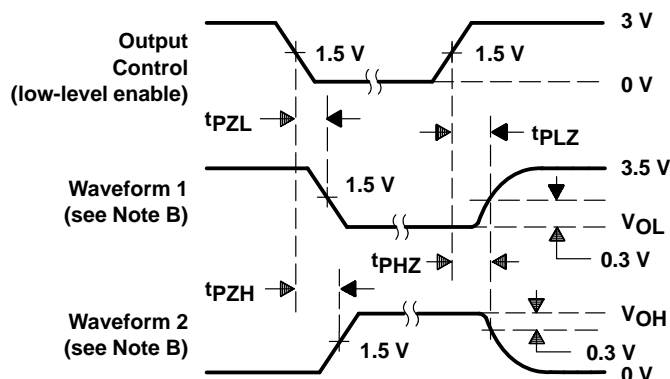 Output
Control
(low-level enable)
1.5 V
1.5 V
3 V
0 V
tPZL
tPLZ
Waveform 1
(see Note B)
1.5 V
3.5 V
VOL
0.3 V
tPHZ
tPZH
Waveform 2
(see Note B)
1.5 V
VOH
0.3 V
0 V